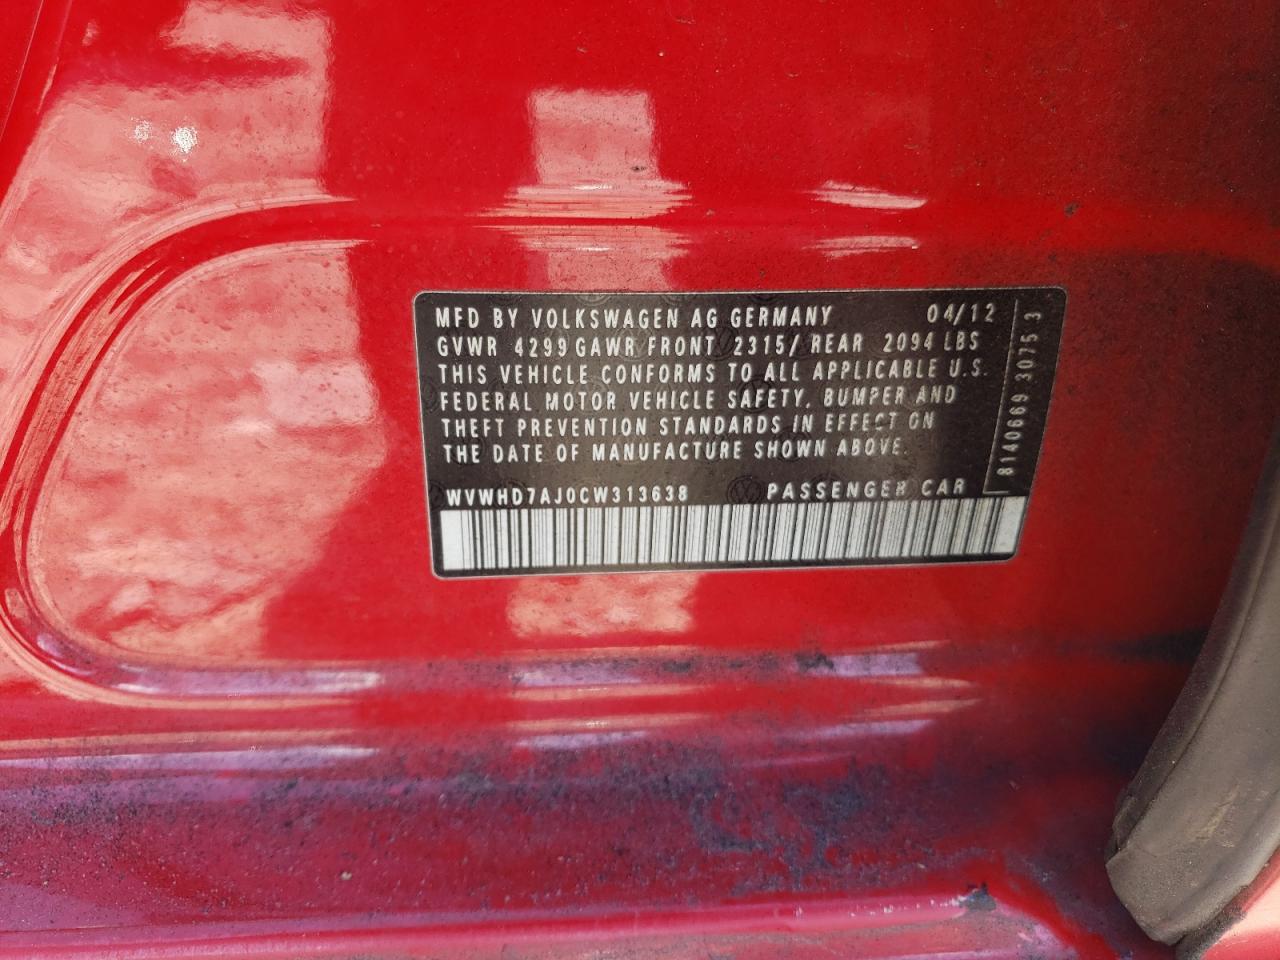 MFD BY VOLKSWAGEN AG GERMANY 04/12
GVWR 4299 GAWR FRONT 2315/ REAR 2094 LBS
THIS VEHICLE CONFORMS TO ALL APPLICABLE U.S.
FEDERAL MOTOR VEHICLE SAFETY, BUMPER AND
THEFT PREVENTION STANDARDS IN EFFECT ON
THE DATE OF MANUFACTURE SHOWN ABOVE.
WVWHD7AJ0CW313638 PASSENGER CAR
8140669 3075 3